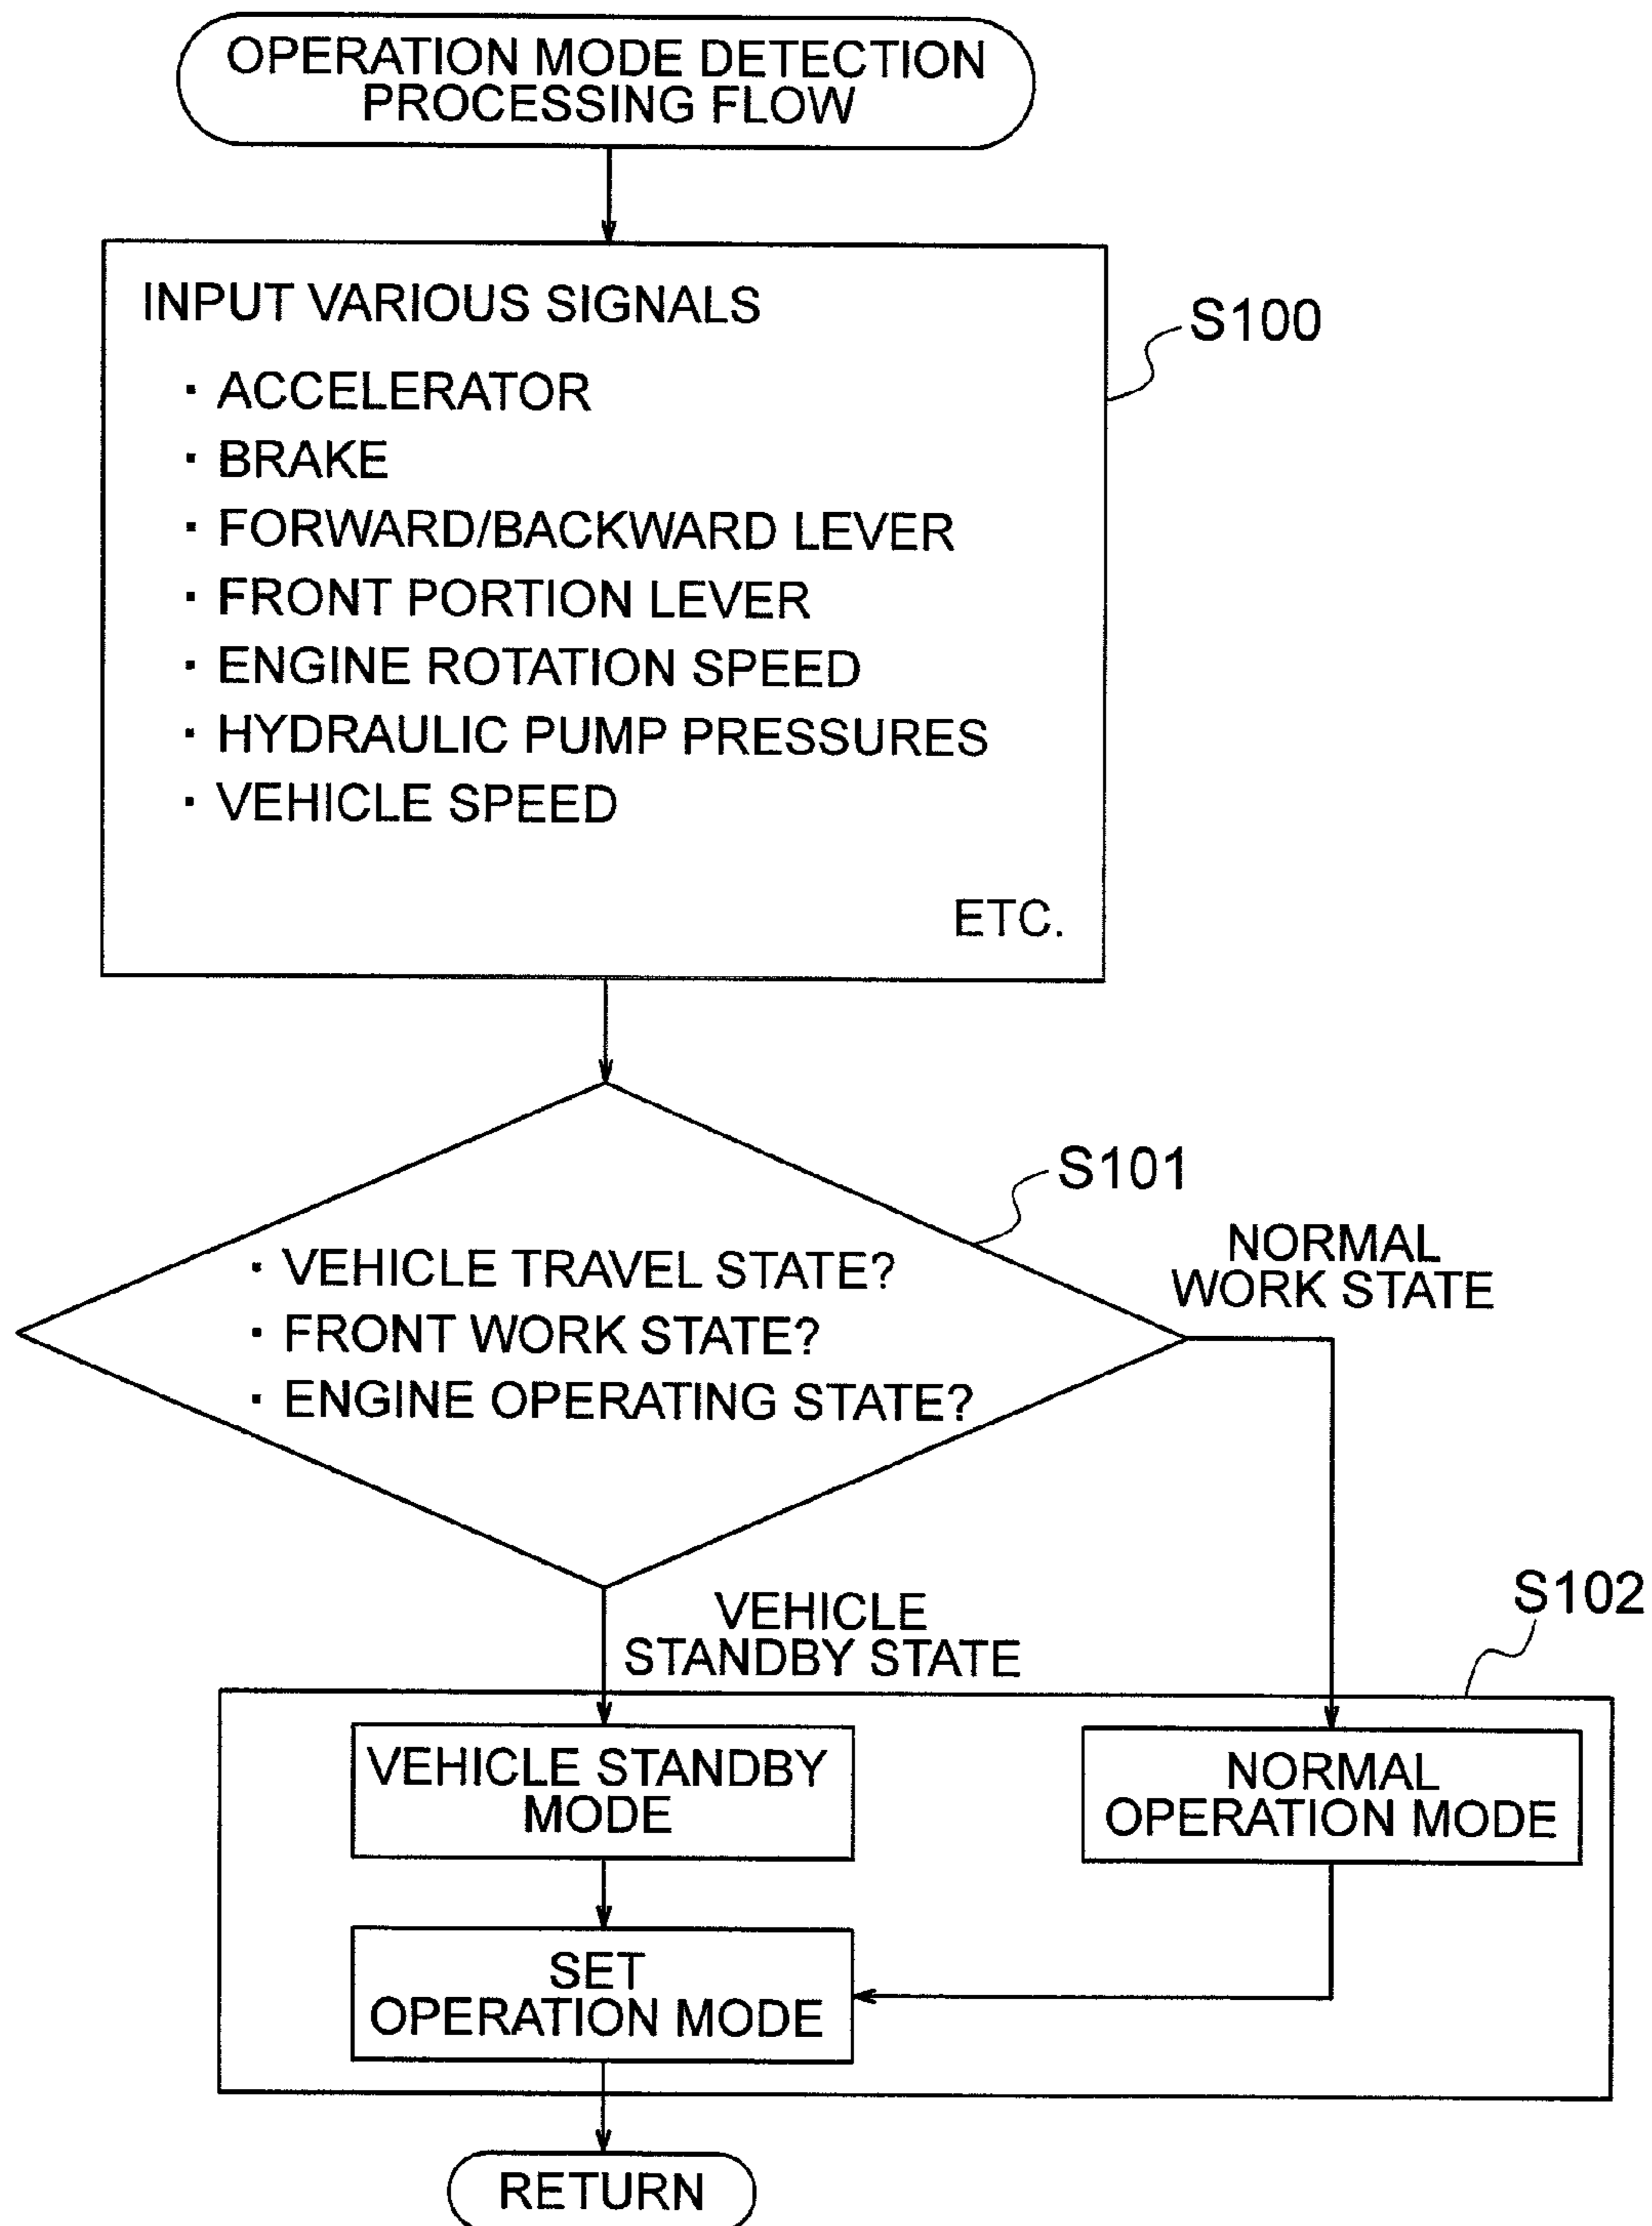 OPERATION MODE DETECTION
PROCESSING FLOW
INPUT VARIOUS SIGNALS
S100
· ACCELERATOR
· BRAKE
· FORWARD/BACKWARD LEVER
· FRONT PORTION LEVER
· ENGINE ROTATION SPEED
· HYDRAULIC PUMP PRESSURES
· VEHICLE SPEED
ETC.
S101
· VEHICLE TRAVEL STATE?
· FRONT WORK STATE?
· ENGINE OPERATING STATE?
NORMAL
WORK STATE
VEHICLE
STANDBY STATE
S102
VEHICLE STANDBY
MODE
NORMAL
OPERATION MODE
SET
OPERATION MODE
RETURN